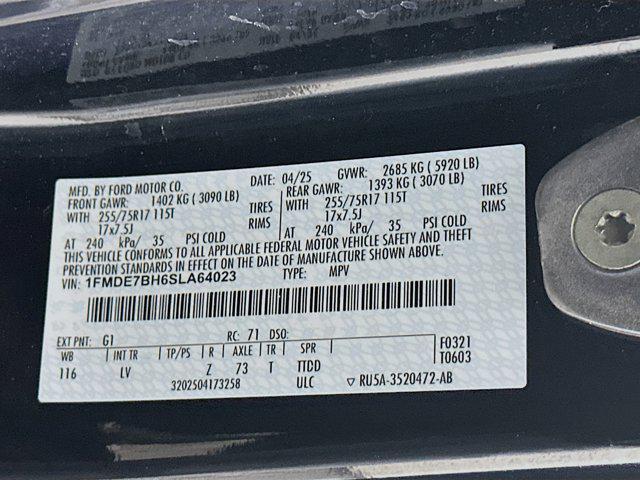 MFD. BY FORD MOTOR CO.
DATE: 04/25 GVWR: 2685 KG ( 5920 LB)
FRONT GAWR: 1402 KG ( 3090 LB)
REAR GAWR: 1393 KG ( 3070 LB)
WITH 255/75R17 115T TIRES
WITH 255/75R17 115T TIRES
17x7.5J RIMS
17x7.5J RIMS
AT 240 kPa/ 35 PSI COLD
AT 240 kPa/ 35 PSI COLD
THIS VEHICLE CONFORMS TO ALL APPLICABLE FEDERAL MOTOR VEHICLE SAFETY AND THEFT
PREVENTION STANDARDS IN EFFECT ON THE DATE OF MANUFACTURE SHOWN ABOVE.
VIN: 1FMDE7BH6SLA64023 TYPE: MPV
EXT PNT: G1 RC: 71 DSO: F0321
WB INT TR TP/PS R AXLE TR SPR T0603
116 LV Z 73 T TTDD
3202504173258 ULC RU5A-3520472-AB